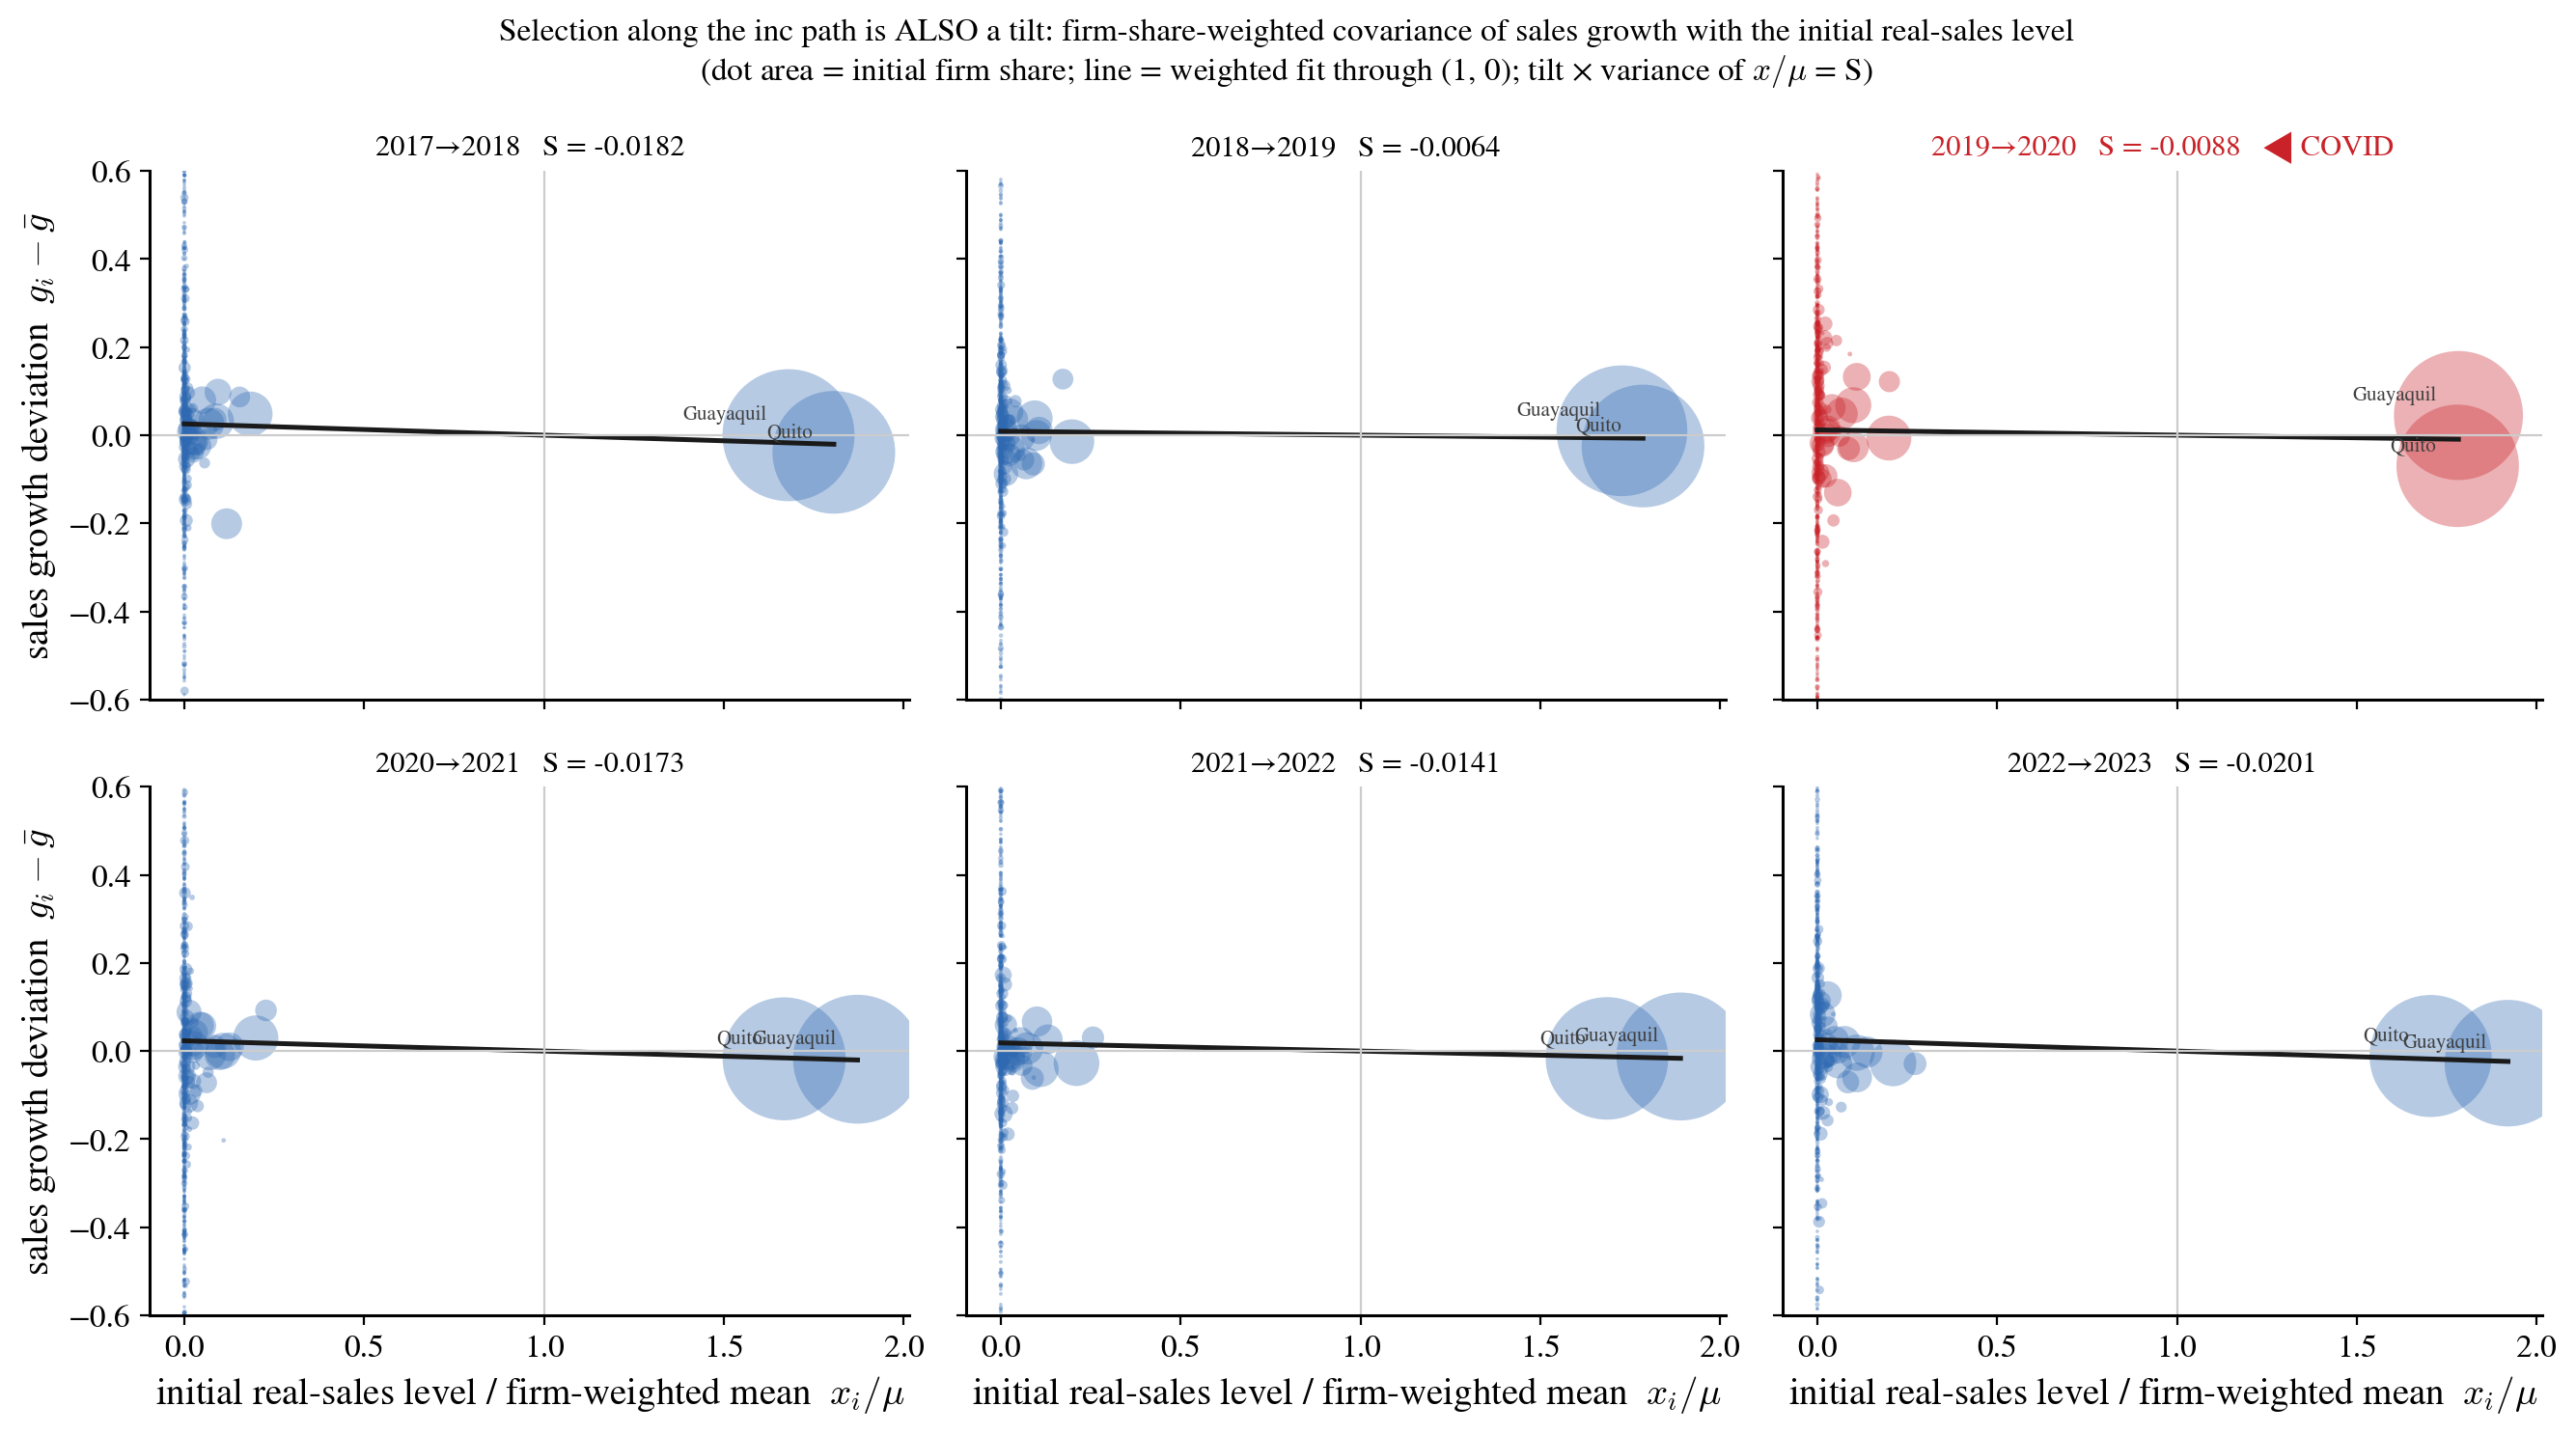 Selection along the inc path is ALSO a tilt: firm-share-weighted covariance of sales growth with the initial real-sales level
(dot area = initial firm share; line = weighted fit through (1, 0); tilt × variance of x/μ = S)
2017→2018 S = -0.0182
2018→2019 S = -0.0064
2019→2020 S = -0.0088 ◀ COVID
sales growth deviation g_i − ḡ
0.6
0.4
0.2
0.0
−0.2
−0.4
−0.6
Guayaquil
Quito
Guayaquil
Quito
Guayaquil
Quito
2020→2021 S = -0.0173
2021→2022 S = -0.0141
2022→2023 S = -0.0201
sales growth deviation g_i − ḡ
0.6
0.4
0.2
0.0
−0.2
−0.4
−0.6
Quito
Guayaquil
Quito
Guayaquil
Quito
Guayaquil
0.0 0.5 1.0 1.5 2.0
0.0 0.5 1.0 1.5 2.0
0.0 0.5 1.0 1.5 2.0
initial real-sales level / firm-weighted mean x_i/μ
initial real-sales level / firm-weighted mean x_i/μ
initial real-sales level / firm-weighted mean x_i/μ